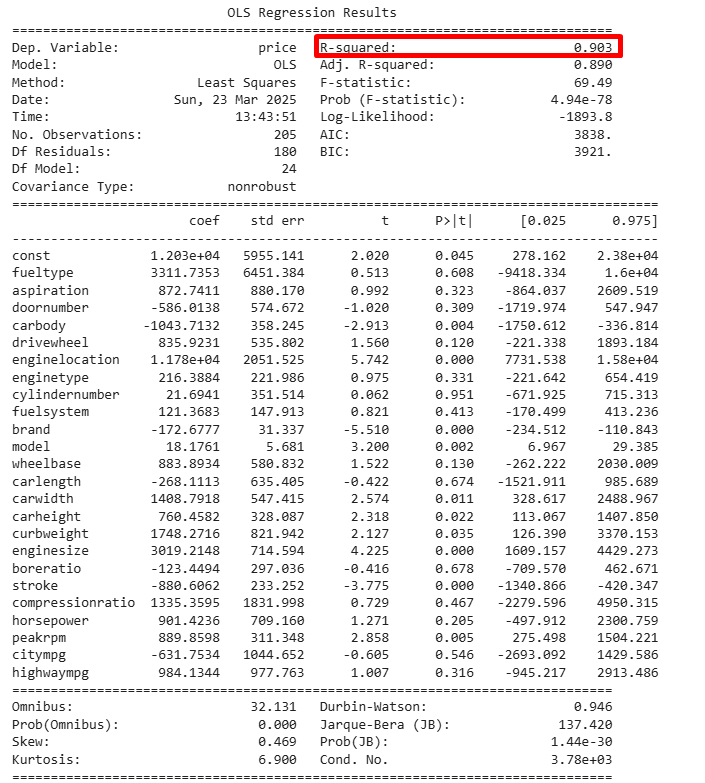 OLS Regression Results
==============================================================================
Dep. Variable:                  price   R-squared:                       0.903
Model:                            OLS   Adj. R-squared:                  0.890
Method:                 Least Squares   F-statistic:                     69.49
Date:                Sun, 23 Mar 2025   Prob (F-statistic):           4.94e-78
Time:                        13:43:51   Log-Likelihood:                -1893.8
No. Observations:                 205   AIC:                             3838.
Df Residuals:                     180   BIC:                             3921.
Df Model:                          24
Covariance Type:            nonrobust
====================================================================================
                       coef    std err          t      P>|t|      [0.025      0.975]
------------------------------------------------------------------------------------
const             1.203e+04   5955.141      2.020      0.045     278.162    2.38e+04
fueltype          3311.7353   6451.384      0.513      0.608   -9418.334     1.6e+04
aspiration         872.7411    880.170      0.992      0.323    -864.037    2609.519
doornumber        -586.0138    574.672     -1.020      0.309   -1719.974     547.947
carbody          -1043.7132    358.245     -2.913      0.004   -1750.612    -336.814
drivewheel         835.9231    535.802      1.560      0.120    -221.338    1893.184
enginelocation    1.178e+04   2051.525      5.742      0.000    7731.538    1.58e+04
enginetype         216.3884    221.986      0.975      0.331    -221.642     654.419
cylindernumber      21.6941    351.514      0.062      0.951    -671.925     715.313
fuelsystem         121.3683    147.913      0.821      0.413    -170.499     413.236
brand             -172.6777     31.337     -5.510      0.000    -234.512    -110.843
model               18.1761      5.681      3.200      0.002       6.967      29.385
wheelbase          883.8934    580.832      1.522      0.130    -262.222    2030.009
carlength         -268.1113    635.405     -0.422      0.674   -1521.911     985.689
carwidth          1408.7918    547.415      2.574      0.011     328.617    2488.967
carheight          760.4582    328.087      2.318      0.022     113.067    1407.850
curbweight        1748.2716    821.942      2.127      0.035     126.390    3370.153
enginesize        3019.2148    714.594      4.225      0.000    1609.157    4429.273
boreratio         -123.4494    297.036     -0.416      0.678    -709.570     462.671
stroke            -880.6062    233.252     -3.775      0.000   -1340.866    -420.347
compressionratio  1335.3595   1831.998      0.729      0.467   -2279.596    4950.315
horsepower         901.4236    709.160      1.271      0.205    -497.912    2300.759
peakrpm            889.8598    311.348      2.858      0.005     275.498    1504.221
citympg           -631.7534   1044.652     -0.605      0.546   -2693.092    1429.586
highwaympg         984.1344    977.763      1.007      0.316    -945.217    2913.486
==============================================================================
Omnibus:                       32.131   Durbin-Watson:                   0.946
Prob(Omnibus):                  0.000   Jarque-Bera (JB):              137.420
Skew:                           0.469   Prob(JB):                     1.44e-30
Kurtosis:                       6.900   Cond. No.                     3.78e+03
==============================================================================